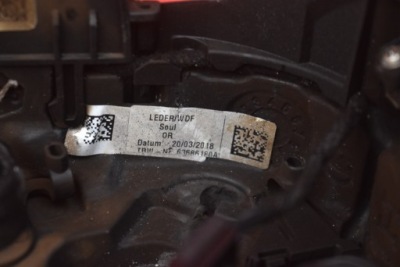 LEDER/WDF
Soul
OR
Datum: 20/03/2018